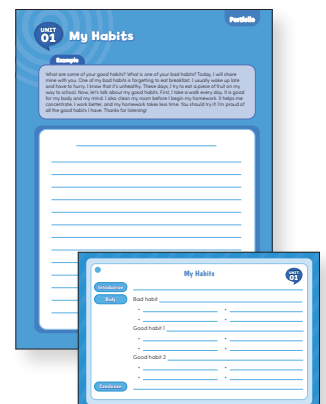 Portfolio
UNIT
01
My Habits
Example
What are some of your good habits? What is one of your bad habits? Today, I will share
mine with you. One of my bad habits is forgetting to eat breakfast. I usually wake up late
and have to hurry. I know that it's unhealthy. These days, I try to eat a piece of fruit on my
way to school. Now, let's talk about my good habits. First, I take a walk every day. It is good
for my body and my mind. I also clean my room before I begin my homework. It helps me
concentrate. I work better, and my homework takes less time. You should try it! I'm proud of
all the good habits I have. Thanks for listening!
My Habits
UNIT
01
Introduction
Body
Bad habit
Good habit 1
Good habit 2
Conclusion